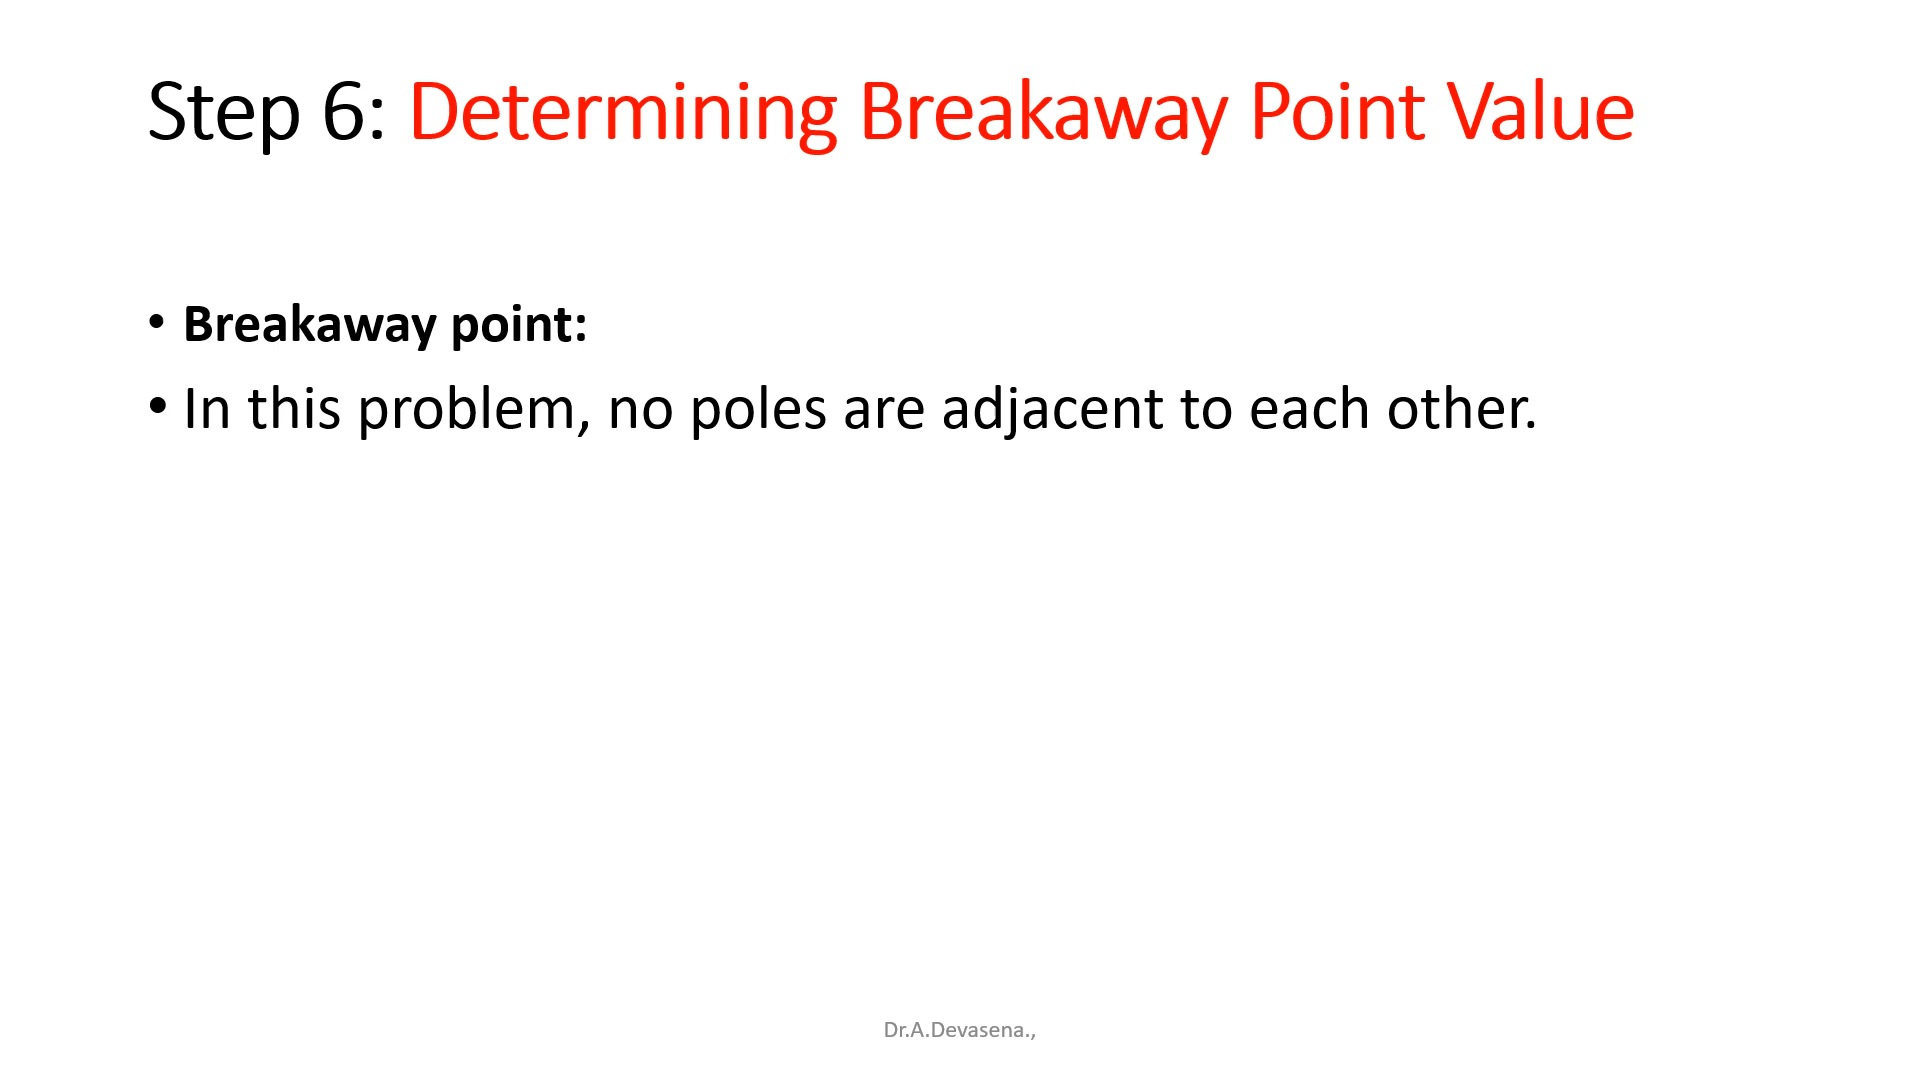 Step 6: Determining Breakaway Point Value
• Breakaway point:
• In this problem, no poles are adjacent to each other.
Dr.A.Devasena.,